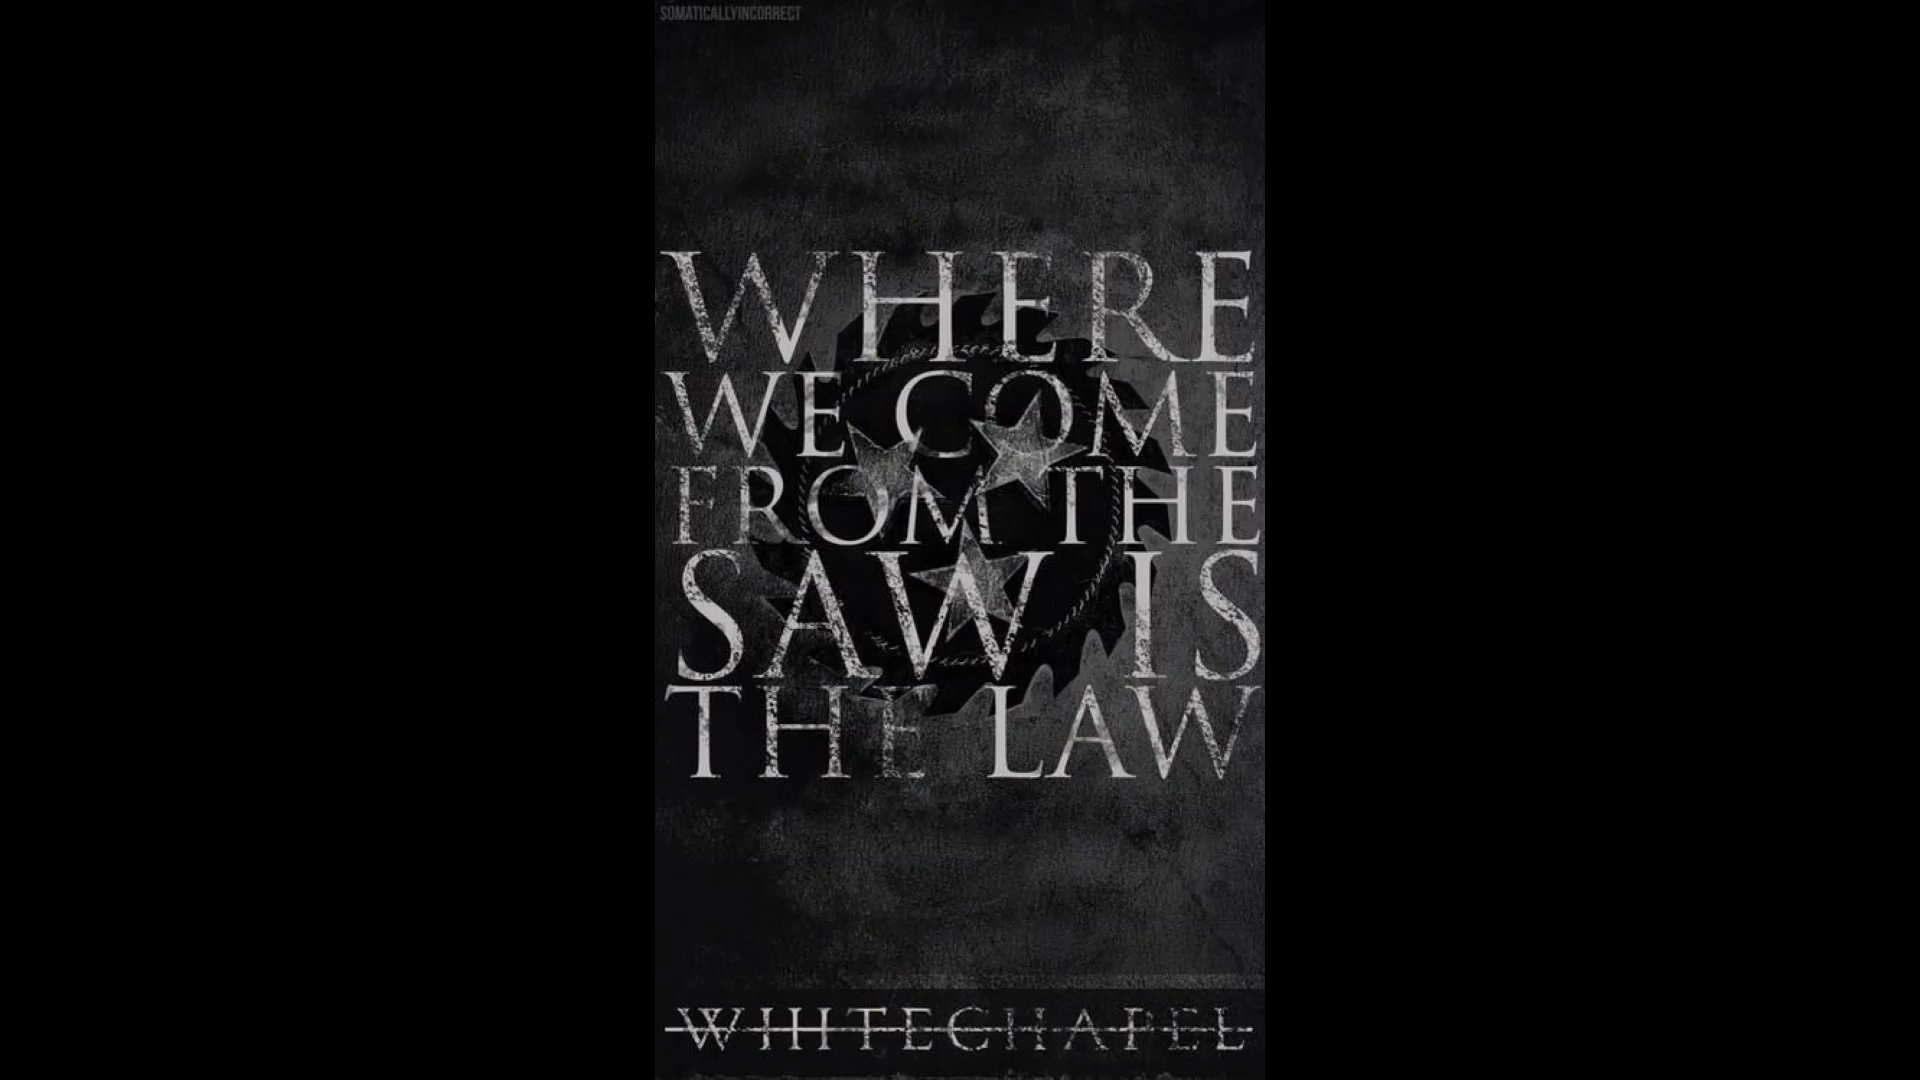 SOMATICALLYINCORRECT
WHERE
WE COME
FROM THE
SAW IS
THE LAW
WHITECHAPEL